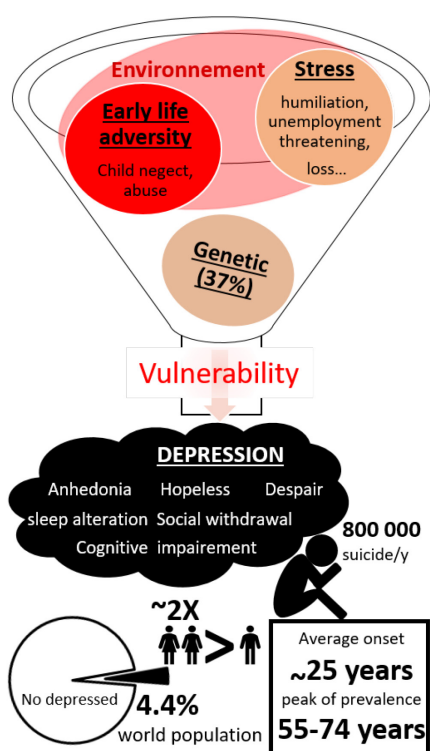 Environnement
Stress
humiliation,
unemployment
threatening,
loss...
Early life
adversity
Child negect,
abuse
Genetic
(37%)
Vulnerability
DEPRESSION
Anhedonia Hopeless Despair
sleep alteration Social withdrawal
Cognitive impairement
800 000
suicide/y
~2X
>
No depressed
4.4%
world population
Average onset
~25 years
peak of prevalence
55-74 years